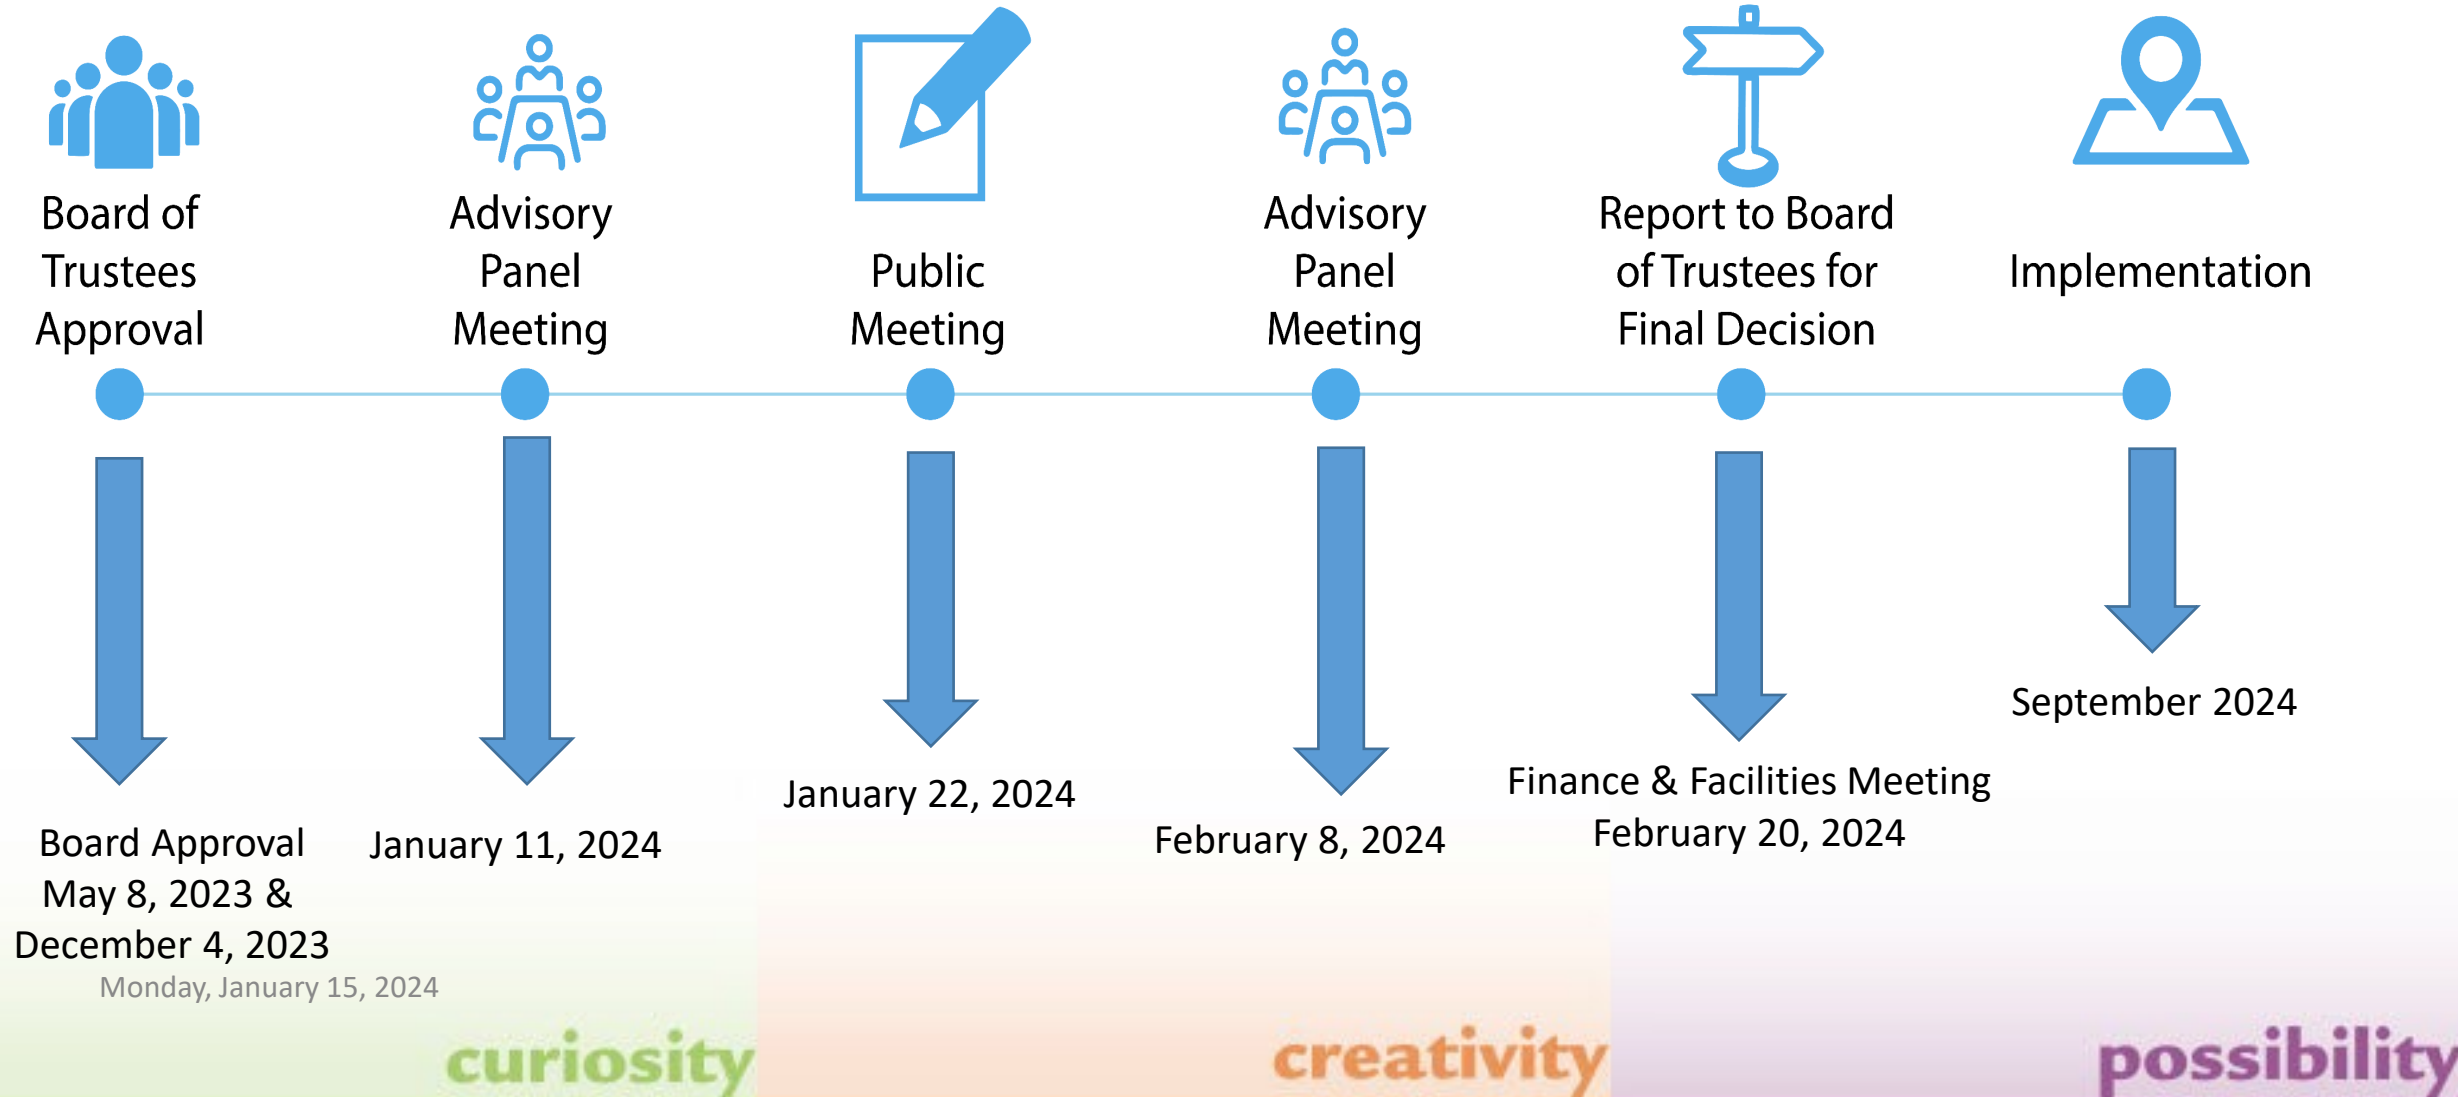 Board of
Trustees
Approval
Advisory
Panel
Meeting
Public
Meeting
Advisory
Panel
Meeting
Report to Board
of Trustees for
Final Decision
Implementation
Board Approval
May 8, 2023 &
December 4, 2023
January 11, 2024
January 22, 2024
February 8, 2024
Finance & Facilities Meeting
February 20, 2024
September 2024
Monday, January 15, 2024
curiosity
creativity
possibility